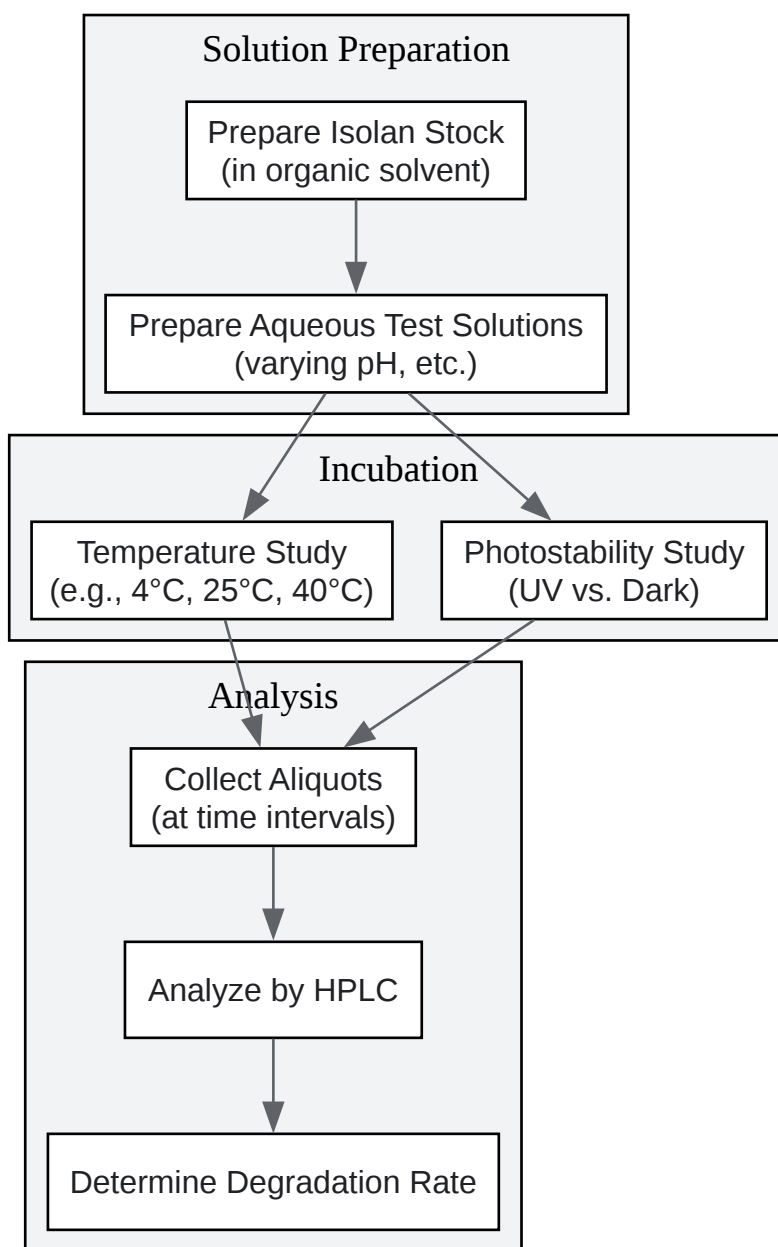 Solution Preparation
Prepare Isolan Stock
(in organic solvent)
Prepare Aqueous Test Solutions
(varying pH, etc.)
Incubation
Temperature Study
(e.g., 4°C, 25°C, 40°C)
Photostability Study
(UV vs. Dark)
Analysis
Collect Aliquots
(at time intervals)
Analyze by HPLC
Determine Degradation Rate